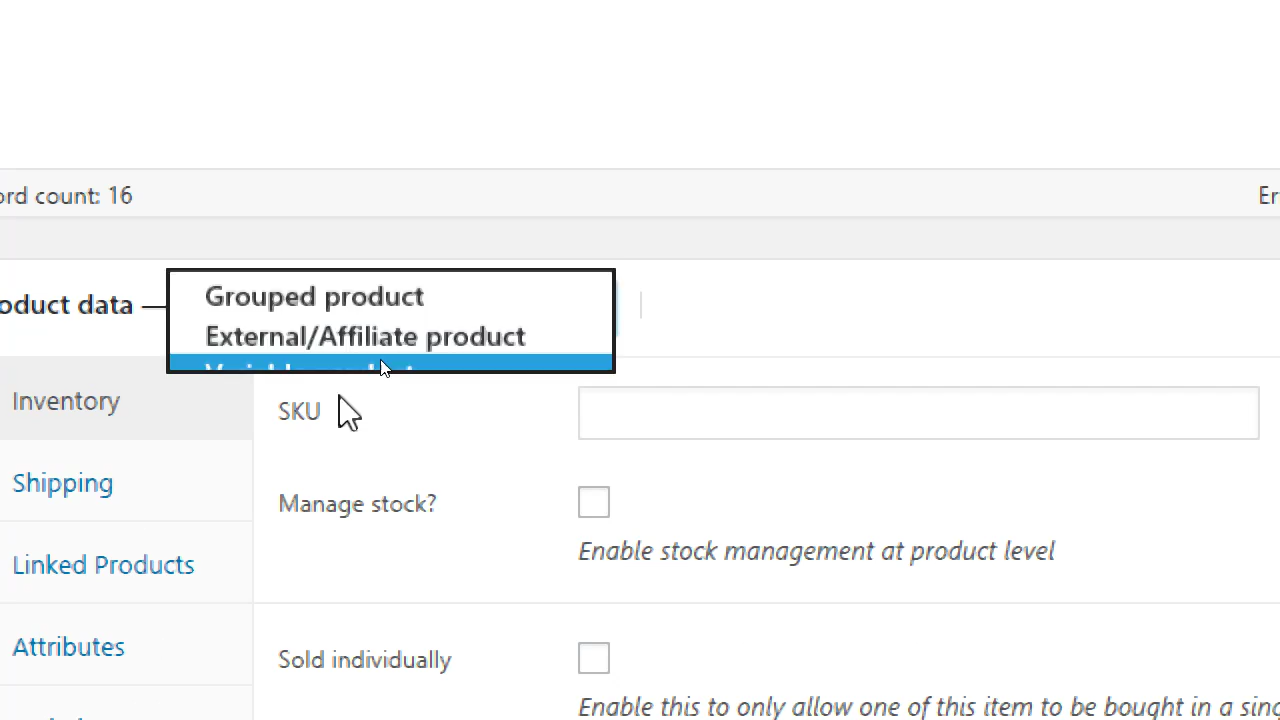 ord count: 16
Er
oduct data —
Grouped product
External/Affiliate product
Inventory
SKU
Shipping
Manage stock?
Enable stock management at product level
Linked Products
Attributes
Sold individually
Enable this to only allow one of this item to be bought in a sing